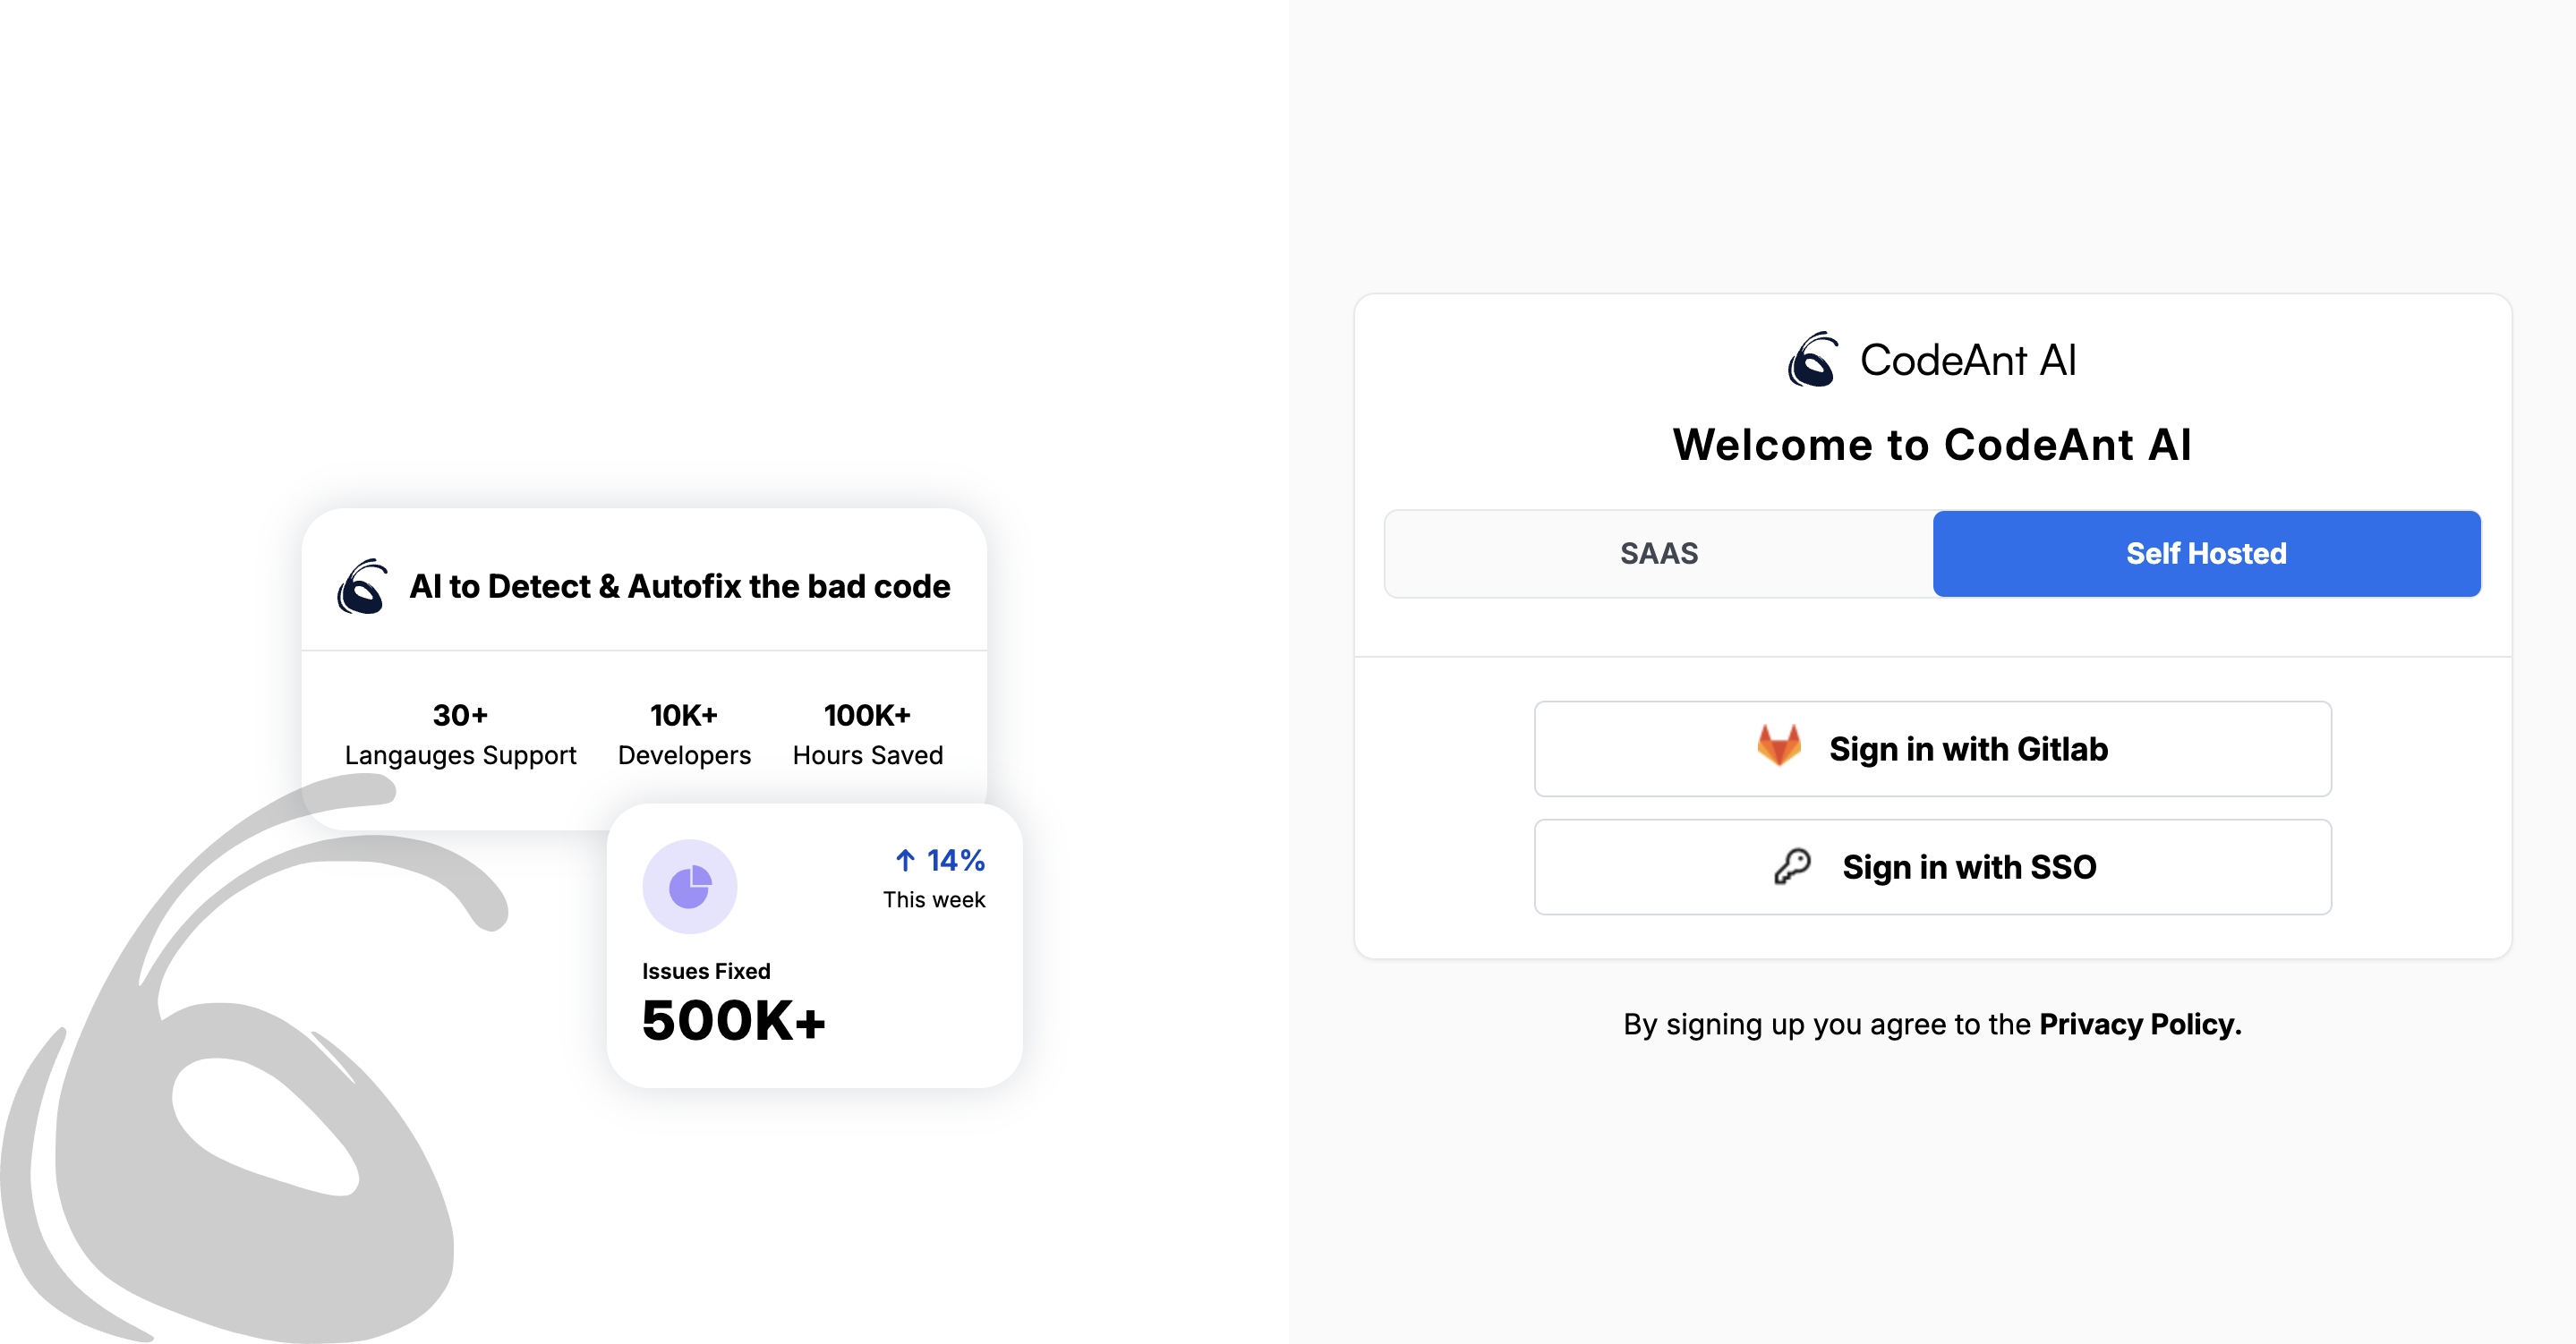 AI to Detect & Autofix the bad code
30+
Langauges Support
10K+
Developers
100K+
Hours Saved
↑ 14%
This week
Issues Fixed
500K+
CodeAnt AI
Welcome to CodeAnt AI
SAAS
Self Hosted
Sign in with Gitlab
Sign in with SSO
By signing up you agree to the Privacy Policy.